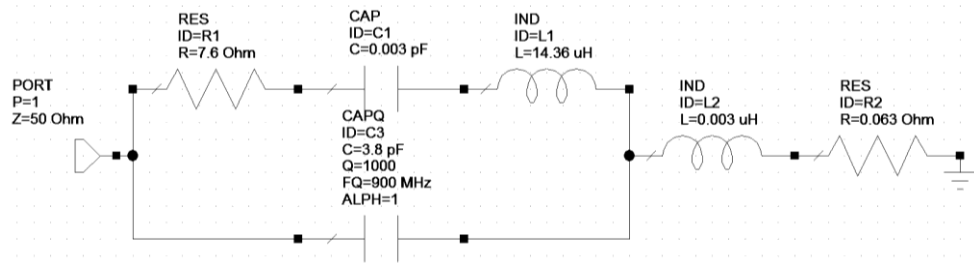 RES
ID=R1
R=7.6 Ohm
CAP
ID=C1
C=0.003 pF
IND
ID=L1
L=14.36 uH
PORT
P=1
Z=50 Ohm
CAPQ
ID=C3
C=3.8 pF
Q=1000
FQ=900 MHz
ALPH=1
IND
ID=L2
L=0.003 uH
RES
ID=R2
R=0.063 Ohm